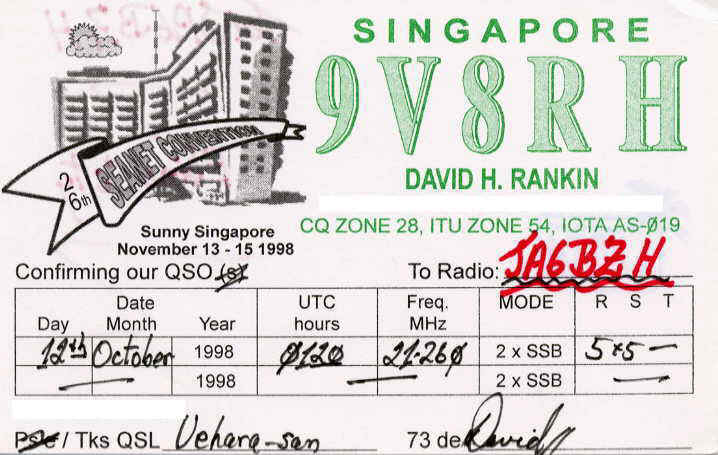 SINGAPORE
9V8RH
DAVID H. RANKIN
26th SEANET CONVENTION
Sunny Singapore
November 13 - 15 1998
CQ ZONE 28, ITU ZONE 54, IOTA AS-Ø19
Confirming our QSO (s) To Radio: JA6BZH
Day Date Month Year UTC hours Freq. MHz MODE R S T
12th October 1998 Ø12Ø 21·26Ø 2 x SSB 5 x 5 —
— 1998 — 2 x SSB —
Pse / Tks QSL Uehara-san 73 de David